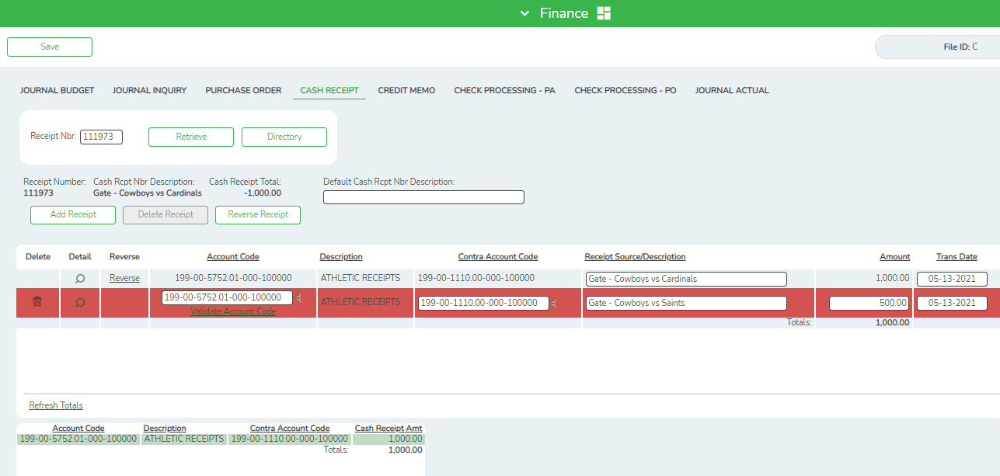 Finance
Save
File ID: C
JOURNAL BUDGET JOURNAL INQUIRY PURCHASE ORDER CASH RECEIPT CREDIT MEMO CHECK PROCESSING - PA CHECK PROCESSING - PO JOURNAL ACTUAL
Receipt Nbr: 111973 Retrieve Directory
Receipt Number: Cash Rcpt Nbr Description: Cash Receipt Total: Default Cash Rcpt Nbr Description:
111973 Gate - Cowboys vs Cardinals -1,000.00
Add Receipt Delete Receipt Reverse Receipt
Delete Detail Reverse Account Code Description Contra Account Code Receipt Source/Description Amount Trans Date
Reverse 199-00-5752.01-000-100000 ATHLETIC RECEIPTS 199-00-1110.00-000-100000 Gate - Cowboys vs Cardinals 1,000.00 05-13-2021
199-00-5752.01-000-100000 ATHLETIC RECEIPTS 199-00-1110.00-000-100000 Gate - Cowboys vs Saints 500.00 05-13-2021
Validate Account Code
Totals: 1,000.00
Refresh Totals
Account Code Description Contra Account Code Cash Receipt Amt
199-00-5752.01-000-100000 ATHLETIC RECEIPTS 199-00-1110.00-000-100000 1,000.00
Totals: 1,000.00